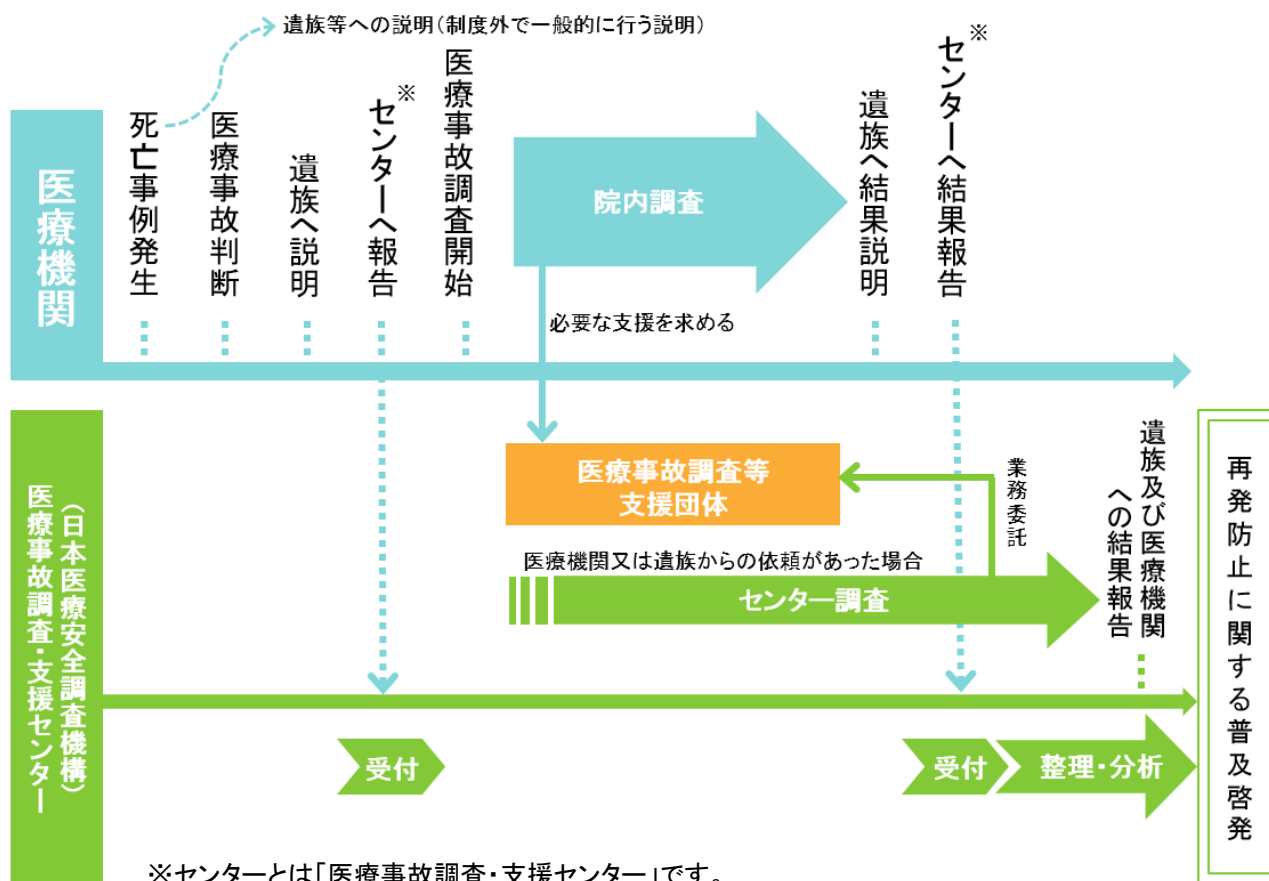 遺族等への説明(制度外で一般的に行う説明)
医療機関
死亡事例発生
医療事故判断
遺族へ説明
センターへ報告※
医療事故調査開始
院内調査
遺族へ結果説明
センターへ結果報告※
必要な支援を求める
医療事故調査等
支援団体
業務委託
医療機関又は遺族からの依頼があった場合
センター調査
遺族及び医療機関
への結果報告
(日本医療安全調査機構)
医療事故調査・支援センター
受付
受付
整理・分析
再発防止に関する普及啓発
※センターとは「医療事故調査・支援センター」です。